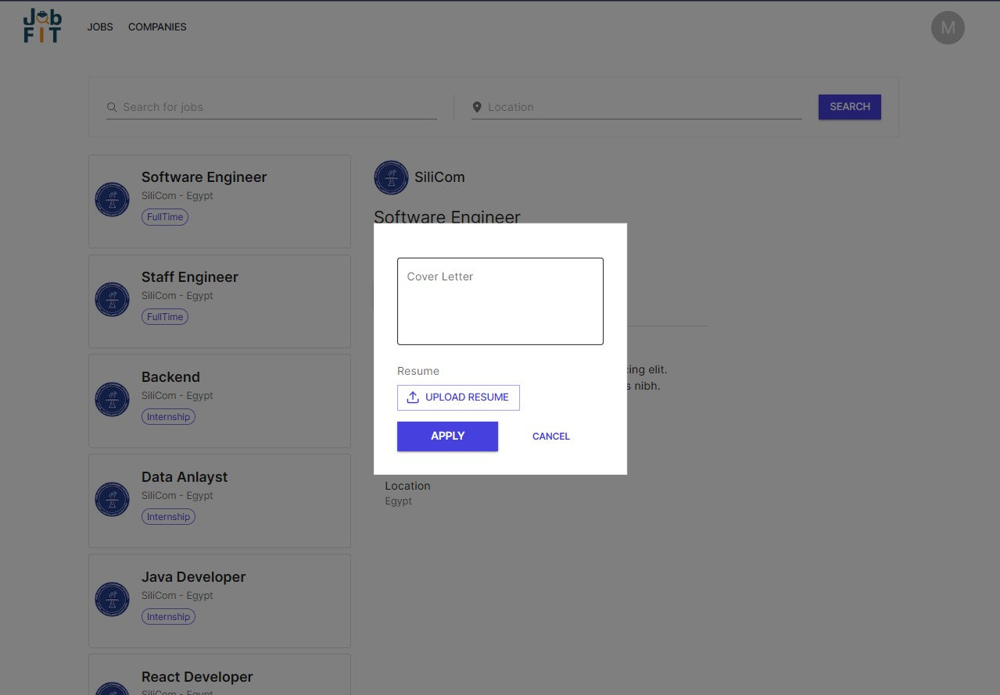 Job
FIT
JOBS COMPANIES
M
Search for jobs
Location
SEARCH
Software Engineer
SiliCom - Egypt
FullTime
Staff Engineer
SiliCom - Egypt
FullTime
Backend
SiliCom - Egypt
Internship
Data Anlayst
SiliCom - Egypt
Internship
Java Developer
SiliCom - Egypt
Internship
React Developer
SiliCom - Egypt
SiliCom
Software Engineer
Cover Letter
Resume
UPLOAD RESUME
APPLY
CANCEL
elit.
nibh.
Location
Egypt